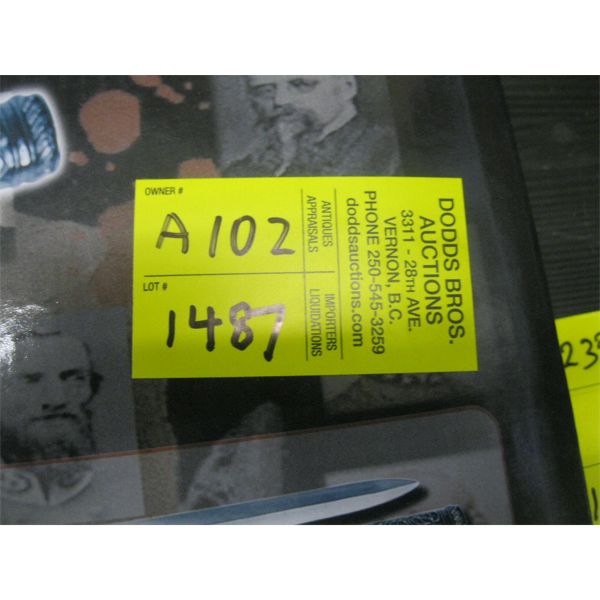 OWNER #
A102
LOT #
1487
ANTIQUES
APPRAISALS
IMPORTERS
LIQUIDATIONS
DODDS BROS.
AUCTIONS
3311 - 28TH AVE.
VERNON, B.C.
PHONE 250-545-3259
doddsauctions.com